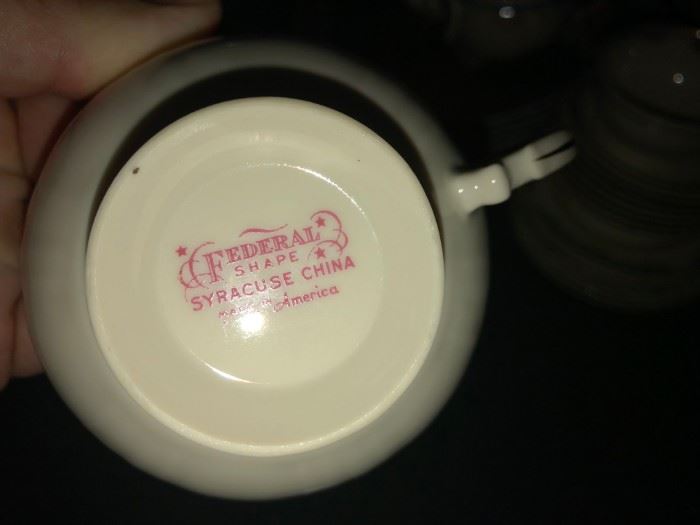 FEDERAL
SHAPE
SYRACUSE CHINA
MADE IN America